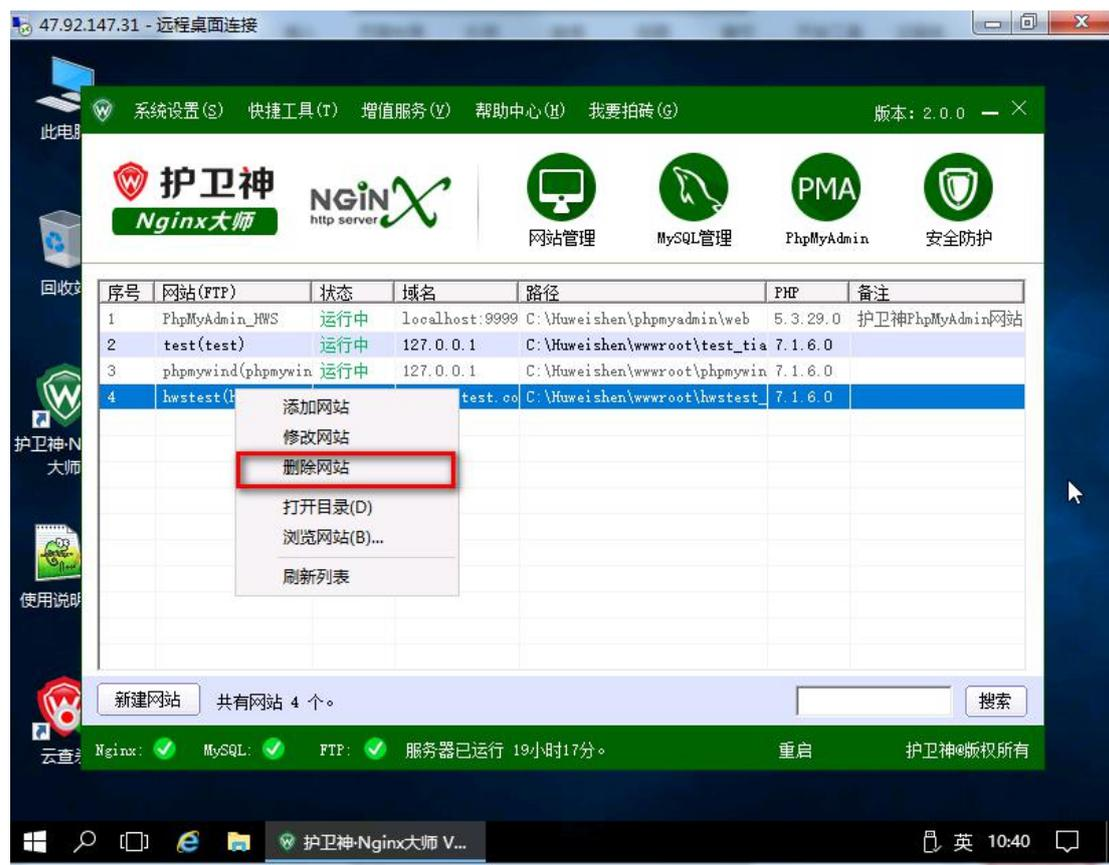 47.92.147.31 - 远程桌面连接
系统设置(S) 快捷工具(T) 增值服务(V) 帮助中心(H) 我要拍砖(G) 版本: 2.0.0
护卫神
Nginx大师
NGiNX
http server
PMA
网站管理 MySQL管理 PhpMyAdmin 安全防护
序号 网站(FTP) 状态 域名 路径 PHP 备注
1 PhpMyAdmin_HWS 运行中 localhost:9999 C:\Huweishen\phpmyadmin\web 5.3.29.0 护卫神PhpMyAdmin网站
2 test(test) 运行中 127.0.0.1 C:\Huweishen\wwwroot\test_tia 7.1.6.0
3 phpmywind(phpmywin 运行中 127.0.0.1 C:\Huweishen\wwwroot\phpmywin 7.1.6.0
4 hwstest( test.co C:\Huweishen\wwwroot\hwstest_ 7.1.6.0
添加网站
修改网站
删除网站
打开目录(D)
浏览网站(B)...
刷新列表
新建网站 共有网站 4 个。 搜索
Nginx: MySQL: FTP: 服务器已运行 19小时17分。 重启 护卫神©版权所有
此电脑
回收站
护卫神·N
大师
使用说明
云查杀
护卫神·Nginx大师 V...
英 10:40